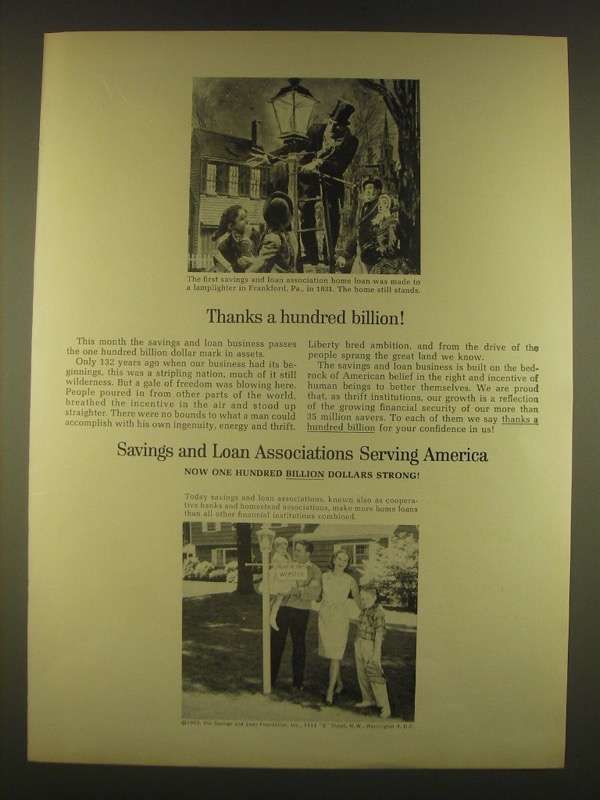 The first savings and loan association home loan was made to
a lamplighter in Frankford, Pa., in 1831. The home still stands.
Thanks a hundred billion!
This month the savings and loan business passes
the one hundred billion dollar mark in assets.
Only 132 years ago when our business had its be-
ginnings, this was a stripling nation, much of it still
wilderness. But a gale of freedom was blowing here.
People poured in from other parts of the world,
breathed the incentive in the air and stood up
straighter. There were no bounds to what a man could
accomplish with his own ingenuity, energy and thrift.
Liberty bred ambition, and from the drive of the
people sprang the great land we know.
The savings and loan business is built on the bed-
rock of American belief in the right and incentive of
human beings to better themselves. We are proud
that, as thrift institutions, our growth is a reflection
of the growing financial security of our more than
35 million savers. To each of them we say thanks a
hundred billion for your confidence in us!
Savings and Loan Associations Serving America
NOW ONE HUNDRED BILLION DOLLARS STRONG!
Today savings and loan associations, known also as coopera-
tive banks and homestead associations, make more home loans
than all other financial institutions combined.
©1963, The Savings and Loan Foundation, Inc., 1111 "E" Street, N.W., Washington 4, D.C.